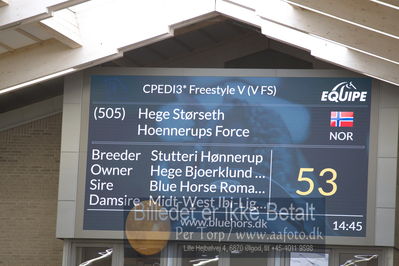 CPEDI3* Freestyle V (V FS)
EQUIPE
(505) Hege Størseth
Hoennerups Force
NOR
Breeder Stutteri Hønnerup
Owner Hege Bjoerklund ...
Sire Blue Horse Roma...
Damsire Midt-West Ibi-Lig...
53
Billedet er Ikke Betalt
www.bluehors.dk
14:45
Per Torp / www.aafoto.dk